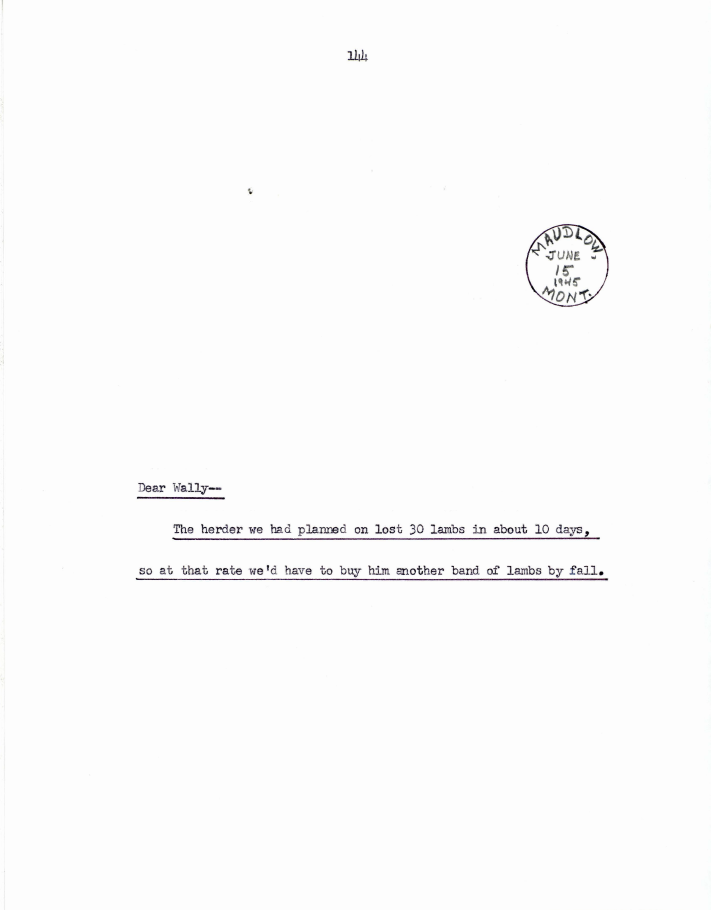 144
MAUDLOW,
JUNE
15
1945
MONT.
Dear Wally--
The herder we had planned on lost 30 lambs in about 10 days,
so at that rate we'd have to buy him another band of lambs by fall.